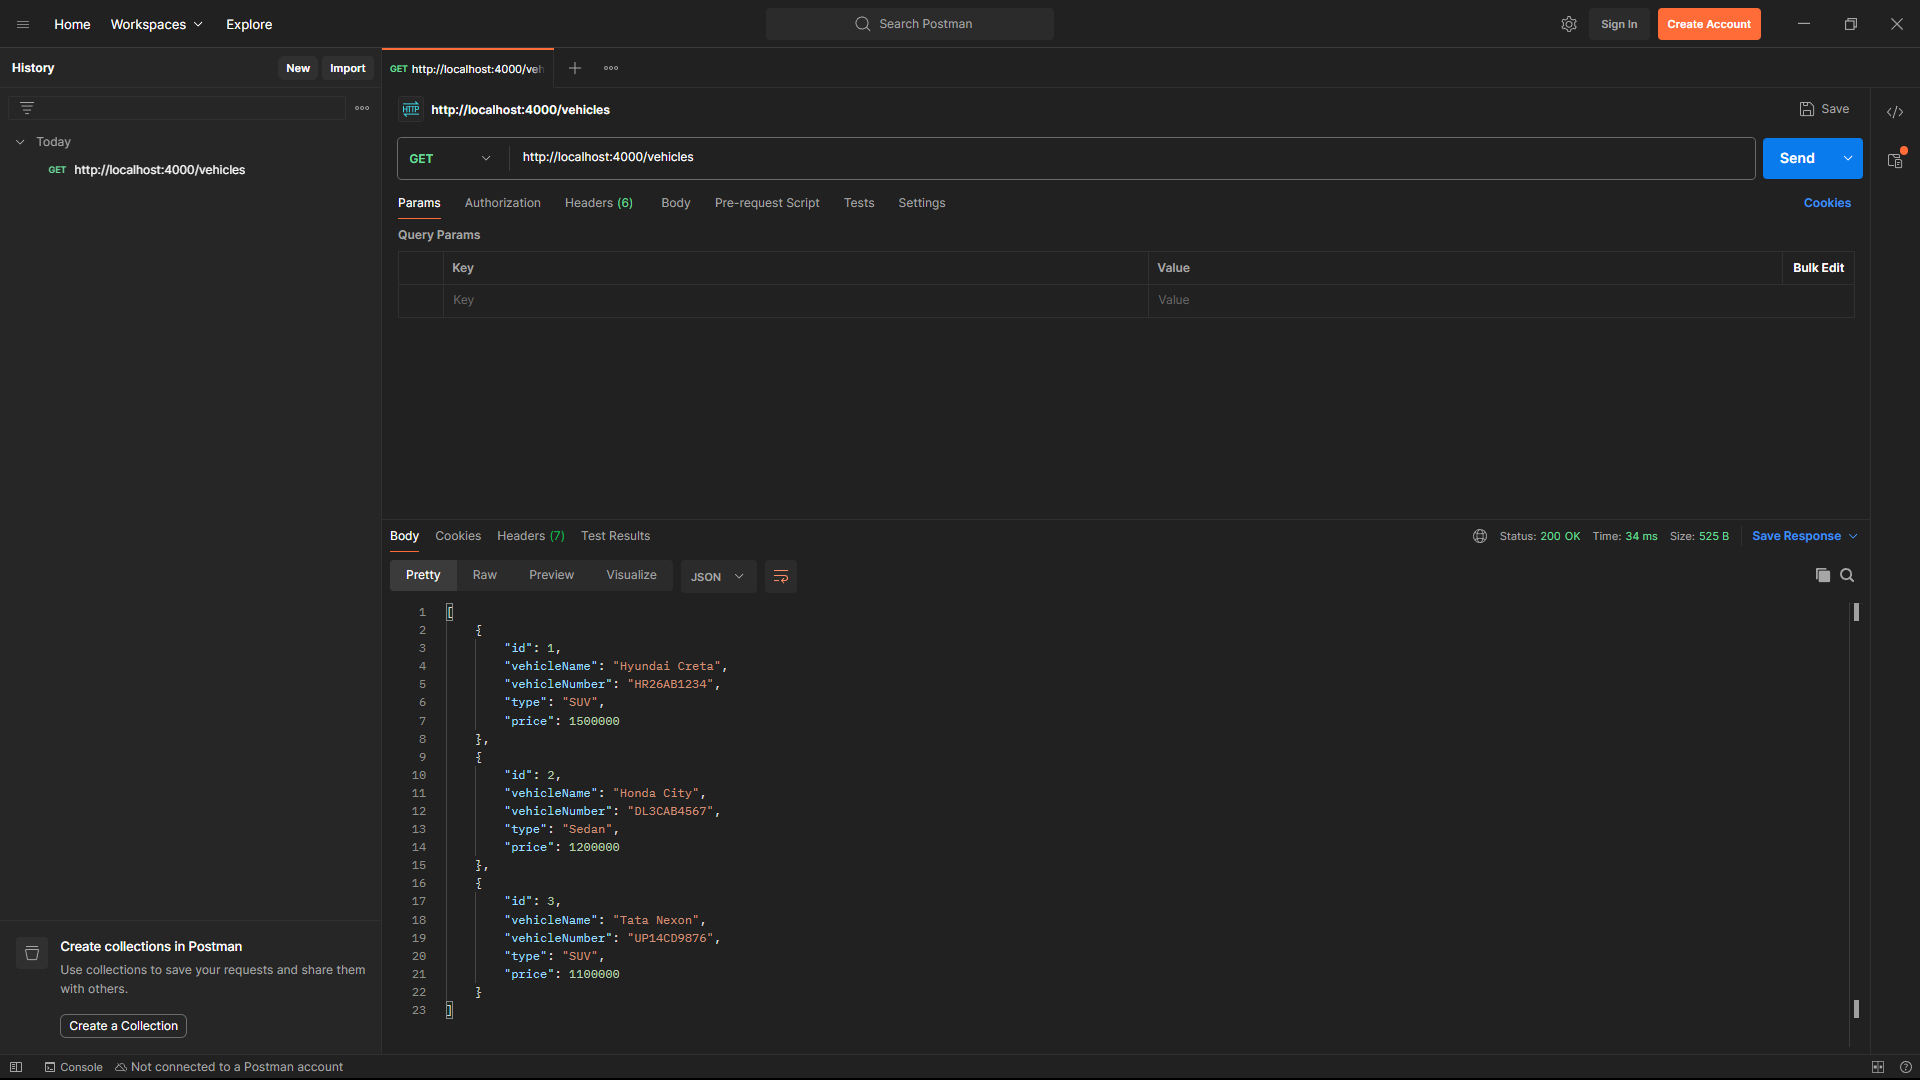 Home Workspaces Explore Search Postman Sign In Create Account
History New Import
GET http://localhost:4000/veh
http://localhost:4000/vehicles Save
Today
GET http://localhost:4000/vehicles
GET http://localhost:4000/vehicles Send
Params Authorization Headers (6) Body Pre-request Script Tests Settings Cookies
Query Params
Key Value Bulk Edit
Key Value
Body Cookies Headers (7) Test Results Status: 200 OK Time: 34 ms Size: 525 B Save Response
Pretty Raw Preview Visualize JSON
1 [
2 {
3 "id": 1,
4 "vehicleName": "Hyundai Creta",
5 "vehicleNumber": "HR26AB1234",
6 "type": "SUV",
7 "price": 1500000
8 },
9 {
10 "id": 2,
11 "vehicleName": "Honda City",
12 "vehicleNumber": "DL3CAB4567",
13 "type": "Sedan",
14 "price": 1200000
15 },
16 {
17 "id": 3,
18 "vehicleName": "Tata Nexon",
19 "vehicleNumber": "UP14CD9876",
20 "type": "SUV",
21 "price": 1100000
22 }
23 ]
Create collections in Postman
Use collections to save your requests and share them
with others.
Create a Collection
Console Not connected to a Postman account